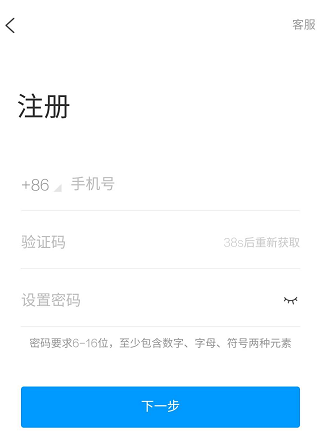 客服
注册
+86 手机号
验证码 38s后重新获取
设置密码
密码要求6-16位，至少包含数字、字母、符号两种元素
下一步